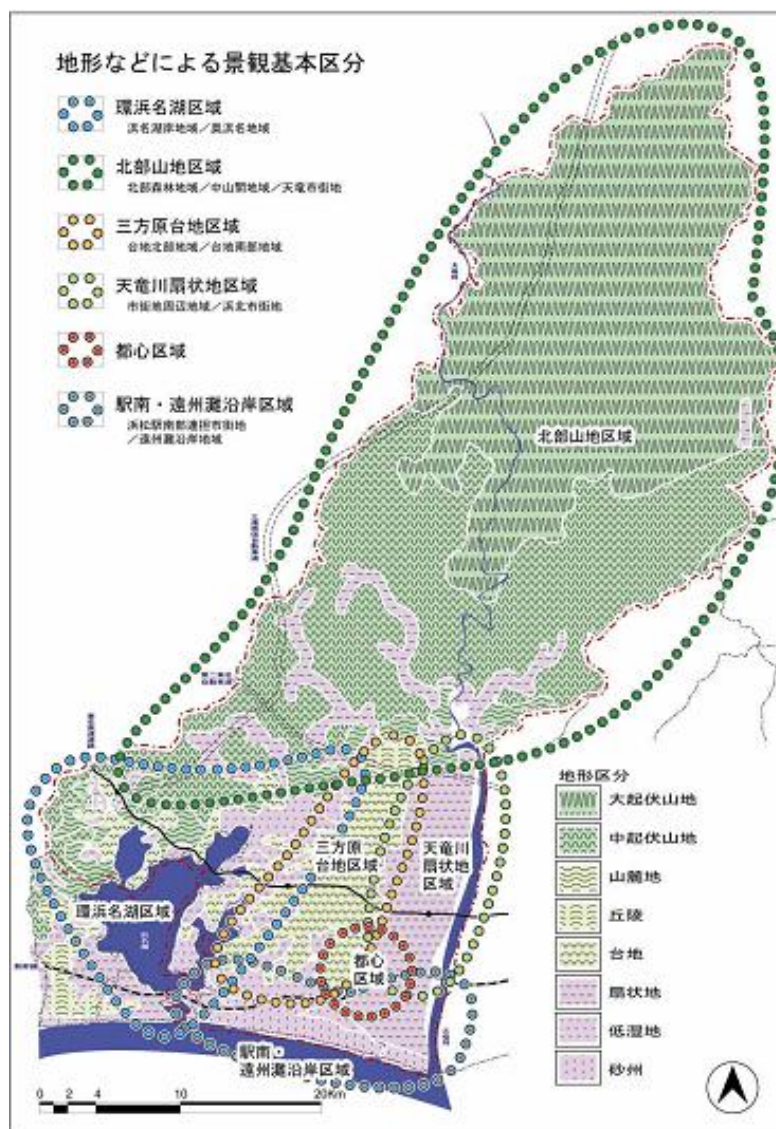 地形などによる景観基本区分
環浜名湖区域
浜名湖岸地域/奥浜名地域
北部山地区域
北部森林地域/中山間地域/天竜市街地
三方原台地区域
台地北部地域/台地南部地域
天竜川扇状地区域
市街地周辺地域/浜北市街地
都心区域
駅南・遠州灘沿岸区域
浜松駅南部連担市街地
/遠州灘沿岸地域
北部山地区域
三方原
台地区域
天竜川
扇状地
区域
環浜名湖区域
都心
区域
駅南・
遠州灘沿岸区域
地形区分
大起伏山地
中起伏山地
山麓地
丘陵
台地
扇状地
低湿地
砂州
0 2 4 10 20Km